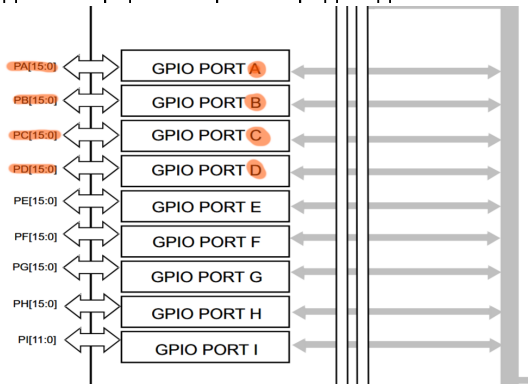 PA[15:0] GPIO PORT A
PB[15:0] GPIO PORT B
PC[15:0] GPIO PORT C
PD[15:0] GPIO PORT D
PE[15:0] GPIO PORT E
PF[15:0] GPIO PORT F
PG[15:0] GPIO PORT G
PH[15:0] GPIO PORT H
PI[11:0] GPIO PORT I